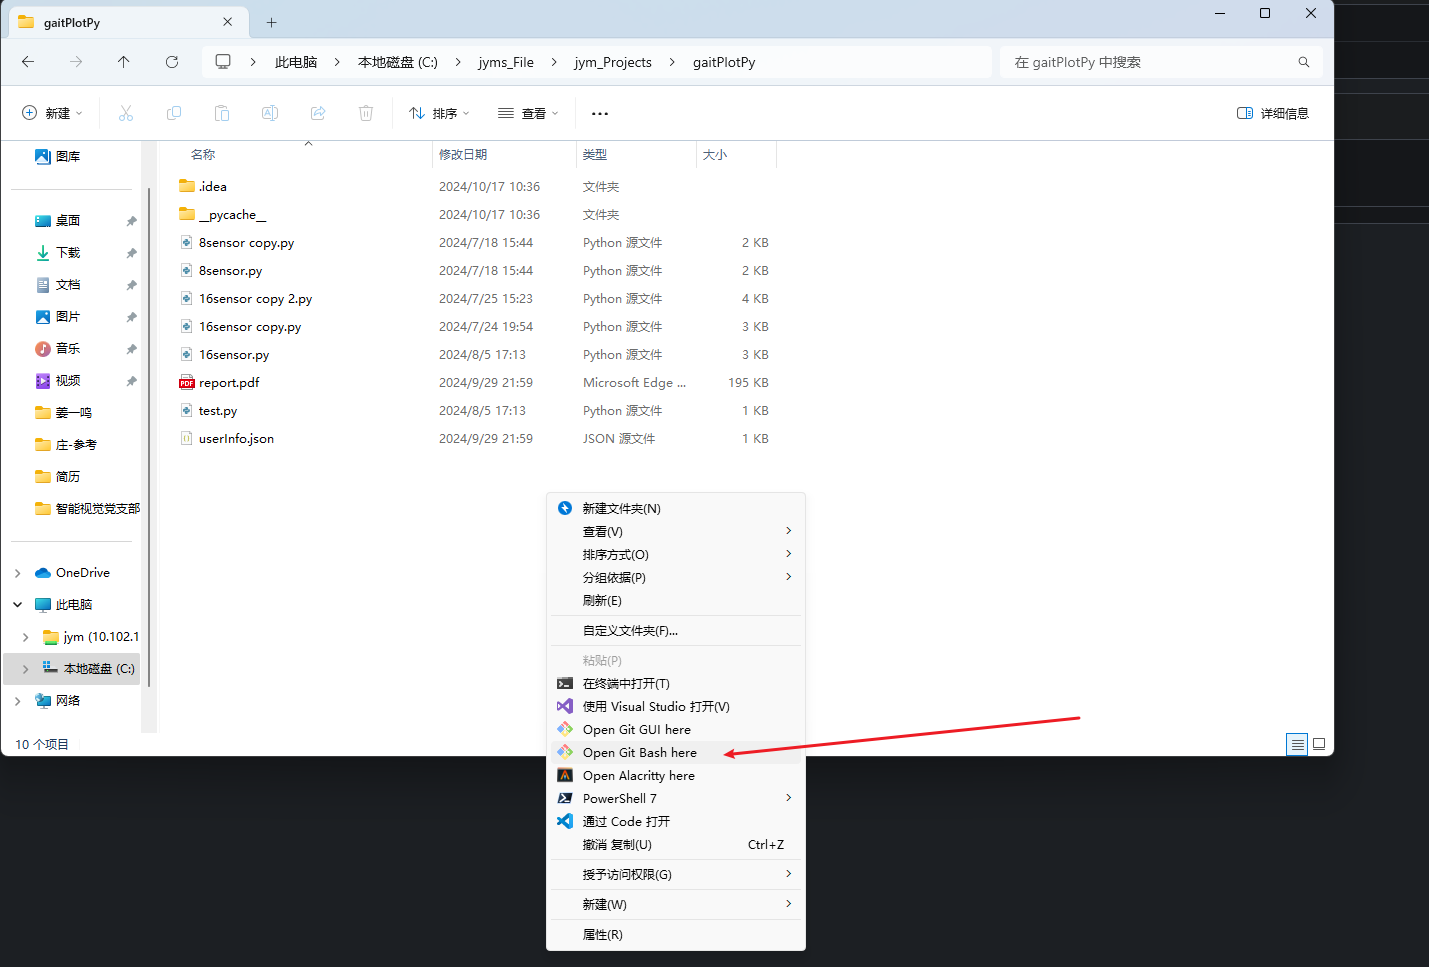 gaitPlotPy
此电脑 本地磁盘 (C:) jyms_File jym_Projects gaitPlotPy
在 gaitPlotPy 中搜索
新建 排序 查看 详细信息
图库
桌面
下载
文档
图片
音乐
视频
姜一鸣
庄-参考
简历
智能视觉党支部
OneDrive
此电脑
jym (10.102.1
本地磁盘 (C:)
网络
名称 修改日期 类型 大小
.idea 2024/10/17 10:36 文件夹
__pycache__ 2024/10/17 10:36 文件夹
8sensor copy.py 2024/7/18 15:44 Python 源文件 2 KB
8sensor.py 2024/7/18 15:44 Python 源文件 2 KB
16sensor copy 2.py 2024/7/25 15:23 Python 源文件 4 KB
16sensor copy.py 2024/7/24 19:54 Python 源文件 3 KB
16sensor.py 2024/8/5 17:13 Python 源文件 3 KB
PDF report.pdf 2024/9/29 21:59 Microsoft Edge ... 195 KB
test.py 2024/8/5 17:13 Python 源文件 1 KB
userInfo.json 2024/9/29 21:59 JSON 源文件 1 KB
新建文件夹(N)
查看(V)
排序方式(O)
分组依据(P)
刷新(E)
自定义文件夹(F)...
粘贴(P)
在终端中打开(T)
使用 Visual Studio 打开(V)
Open Git GUI here
Open Git Bash here
Open Alacritty here
PowerShell 7
通过 Code 打开
撤消 复制(U) Ctrl+Z
授予访问权限(G)
新建(W)
属性(R)
10 个项目